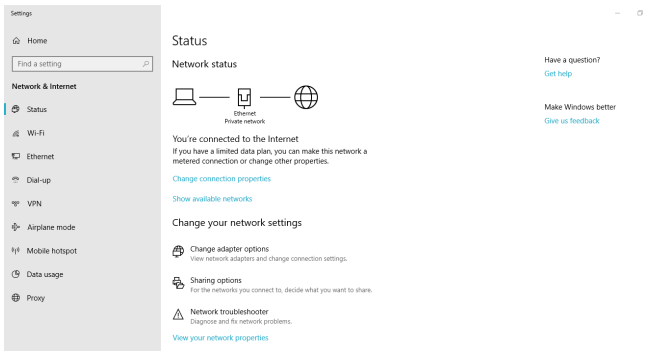 Settings
Home
Find a setting
Network & Internet
Status
Wi-Fi
Ethernet
Dial-up
VPN
Airplane mode
Mobile hotspot
Data usage
Proxy
Status
Network status
Ethernet
Private network
You're connected to the Internet
If you have a limited data plan, you can make this network a
metered connection or change other properties.
Change connection properties
Show available networks
Change your network settings
Change adapter options
View network adapters and change connection settings.
Sharing options
For the networks you connect to, decide what you want to share.
Network troubleshooter
Diagnose and fix network problems.
View your network properties
Have a question?
Get help
Make Windows better
Give us feedback